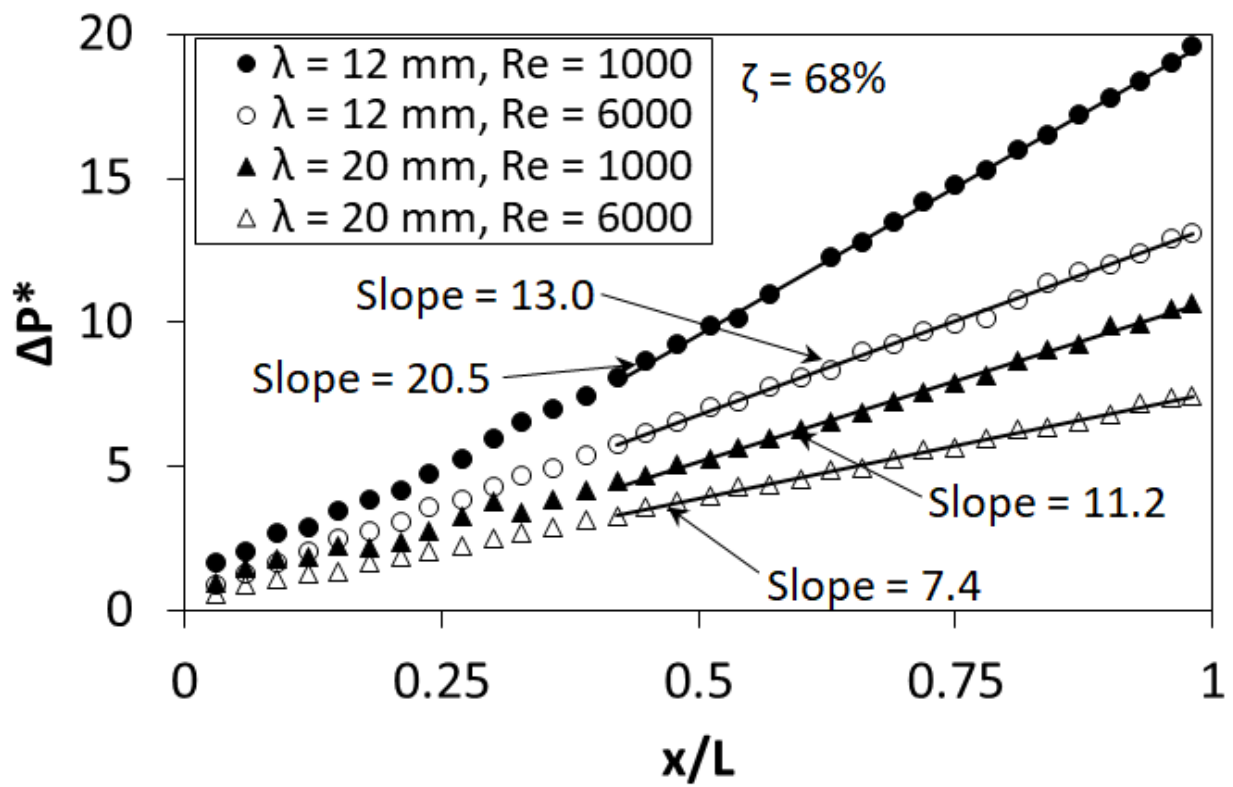 20
15
10
5
0
ΔP*
● λ = 12 mm, Re = 1000
○ λ = 12 mm, Re = 6000
▲ λ = 20 mm, Re = 1000
△ λ = 20 mm, Re = 6000
ζ = 68%
Slope = 13.0
Slope = 20.5
Slope = 11.2
Slope = 7.4
0 0.25 0.5 0.75 1
x/L